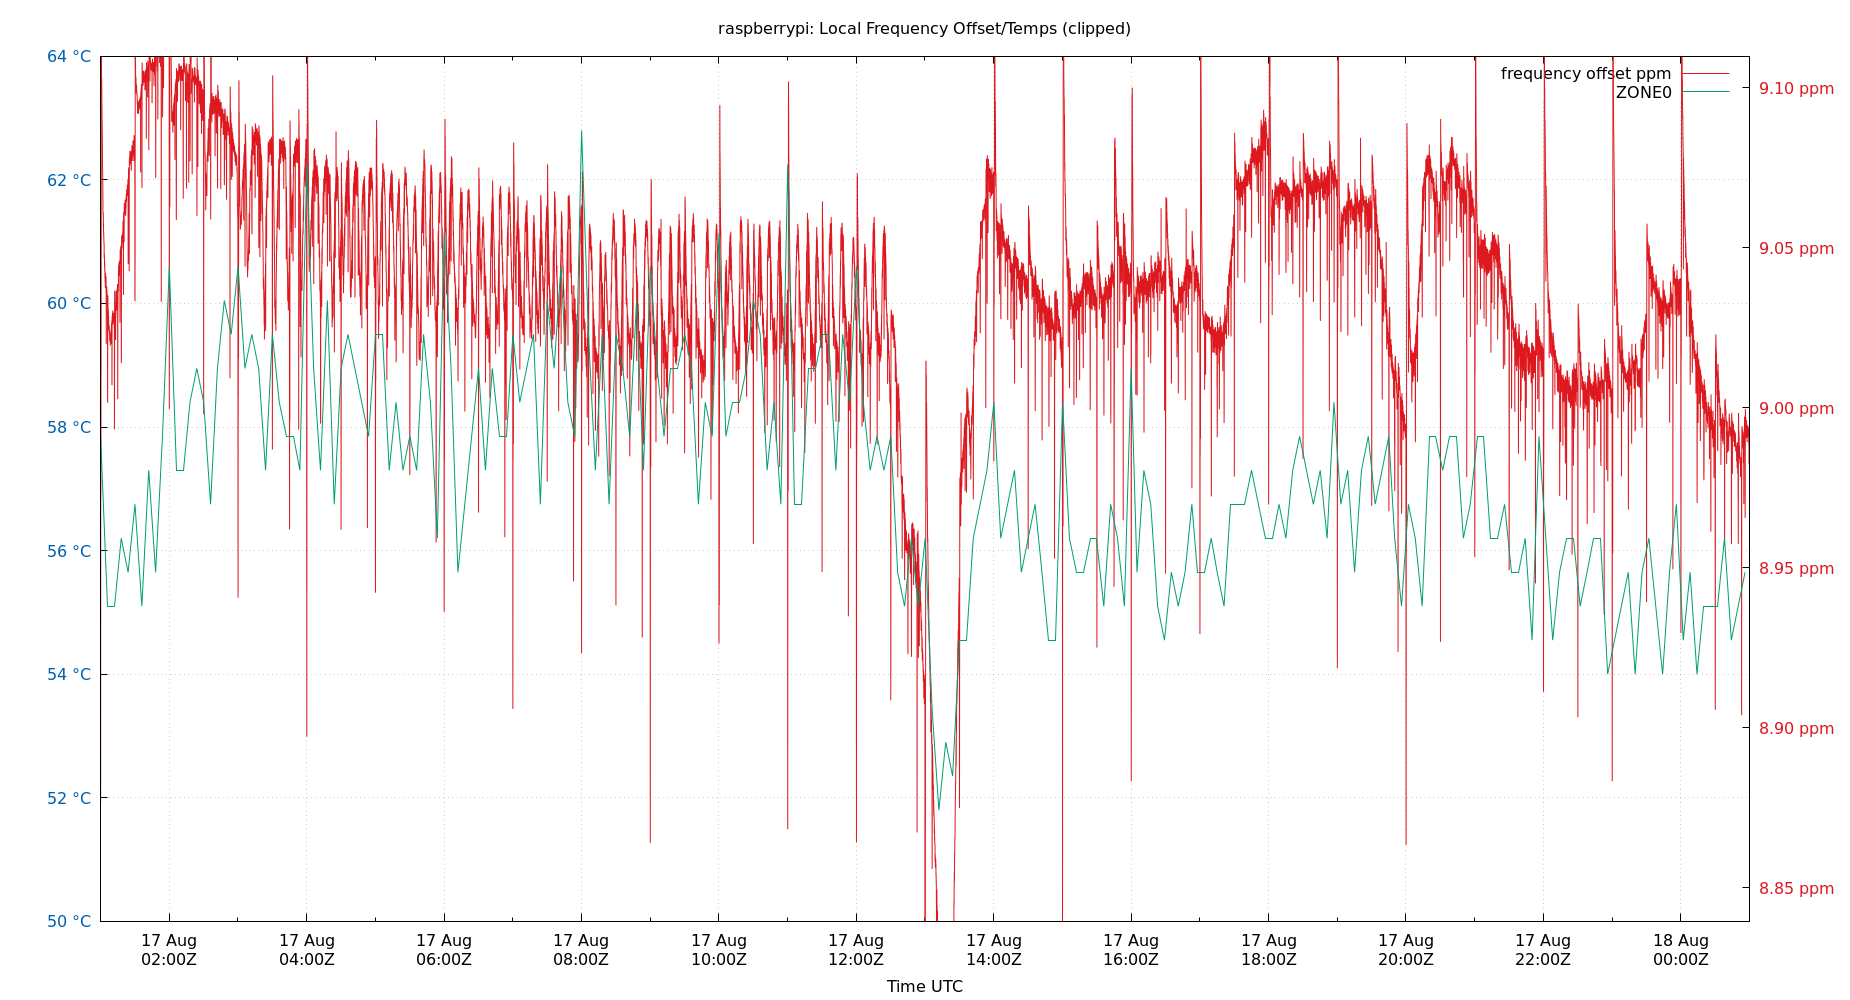 raspberrypi: Local Frequency Offset/Temps (clipped)
64 °C
62 °C
60 °C
58 °C
56 °C
54 °C
52 °C
50 °C
frequency offset ppm
ZONE0
9.10 ppm
9.05 ppm
9.00 ppm
8.95 ppm
8.90 ppm
8.85 ppm
17 Aug 17 Aug 17 Aug 17 Aug 17 Aug 17 Aug 17 Aug 17 Aug 17 Aug 17 Aug 17 Aug 18 Aug
02:00Z 04:00Z 06:00Z 08:00Z 10:00Z 12:00Z 14:00Z 16:00Z 18:00Z 20:00Z 22:00Z 00:00Z
Time UTC